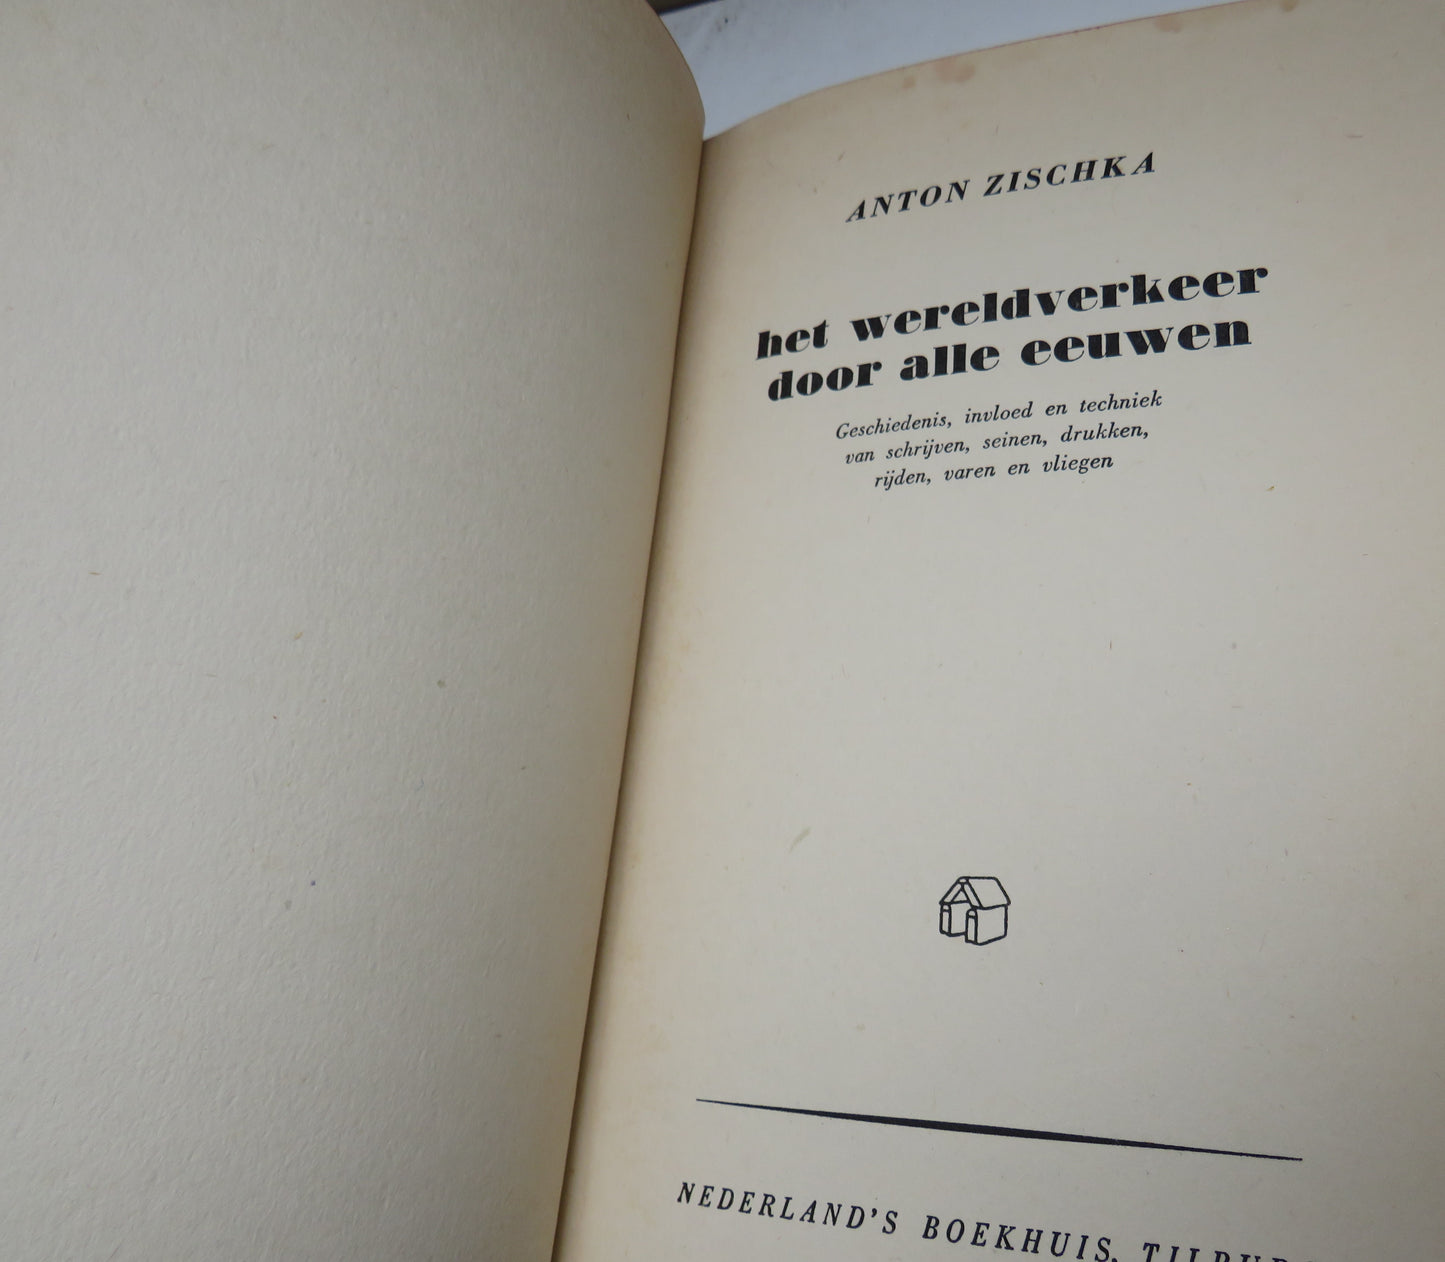 ANTON ZISCHKA
het wereldverkeer
door alle eeuwen
Geschiedenis, invloed en techniek
van schrijven, seinen, drukken,
rijden, varen en vliegen
NEDERLAND'S BOEKHUIS,